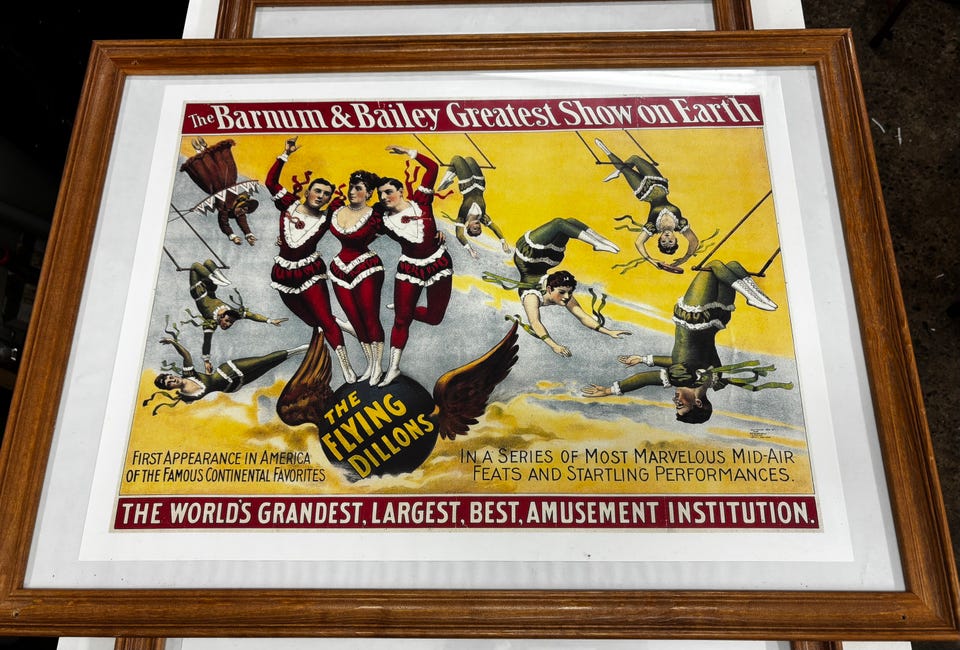 The Barnum & Bailey Greatest Show on Earth
THE
FLYING
DILLONS
FIRST APPEARANCE IN AMERICA
OF THE FAMOUS CONTINENTAL FAVORITES
IN A SERIES OF MOST MARVELOUS MID-AIR
FEATS AND STARTLING PERFORMANCES.
THE WORLD'S GRANDEST, LARGEST, BEST, AMUSEMENT INSTITUTION.